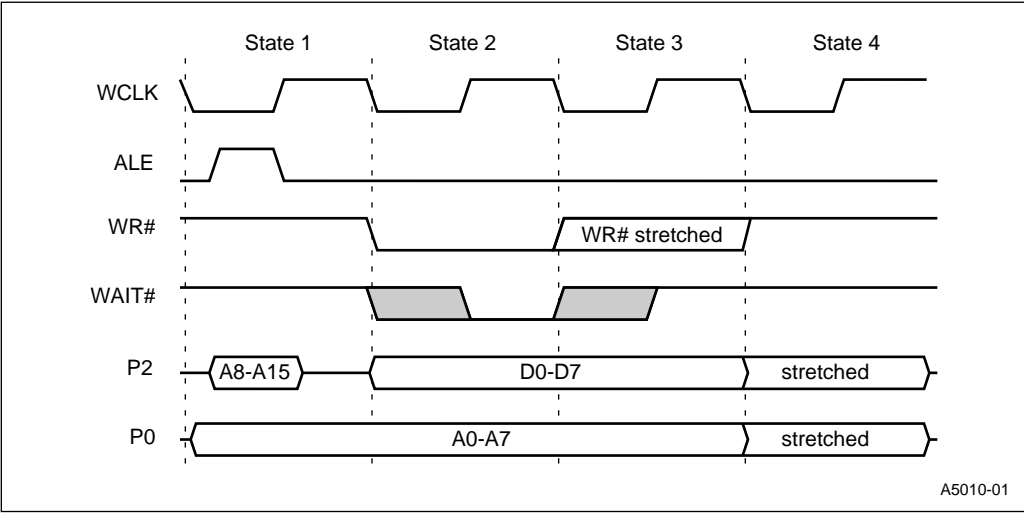 State 1 State 2 State 3 State 4
WCLK
ALE
WR# WR# stretched
WAIT#
P2 A8-A15 D0-D7 stretched
P0 A0-A7 stretched
A5010-01